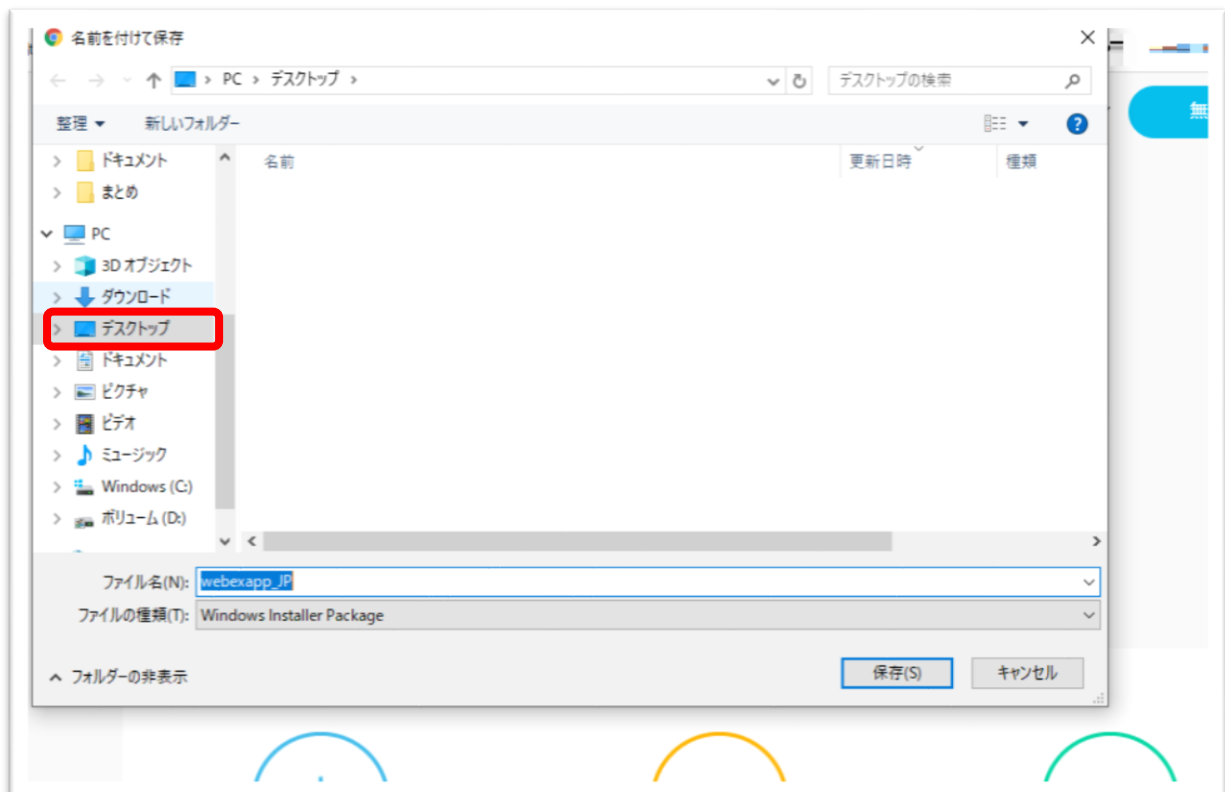 名前を付けて保存
PC > デスクトップ >
デスクトップの検索
無
整理
新しいフォルダー
ドキュメント
まとめ
PC
3D オブジェクト
ダウンロード
デスクトップ
ドキュメント
ピクチャ
ビデオ
ミュージック
Windows (C:)
ボリューム (D:)
名前 更新日時 種類
ファイル名(N): webexapp_JP
ファイルの種類(T): Windows Installer Package
フォルダーの非表示
保存(S) キャンセル